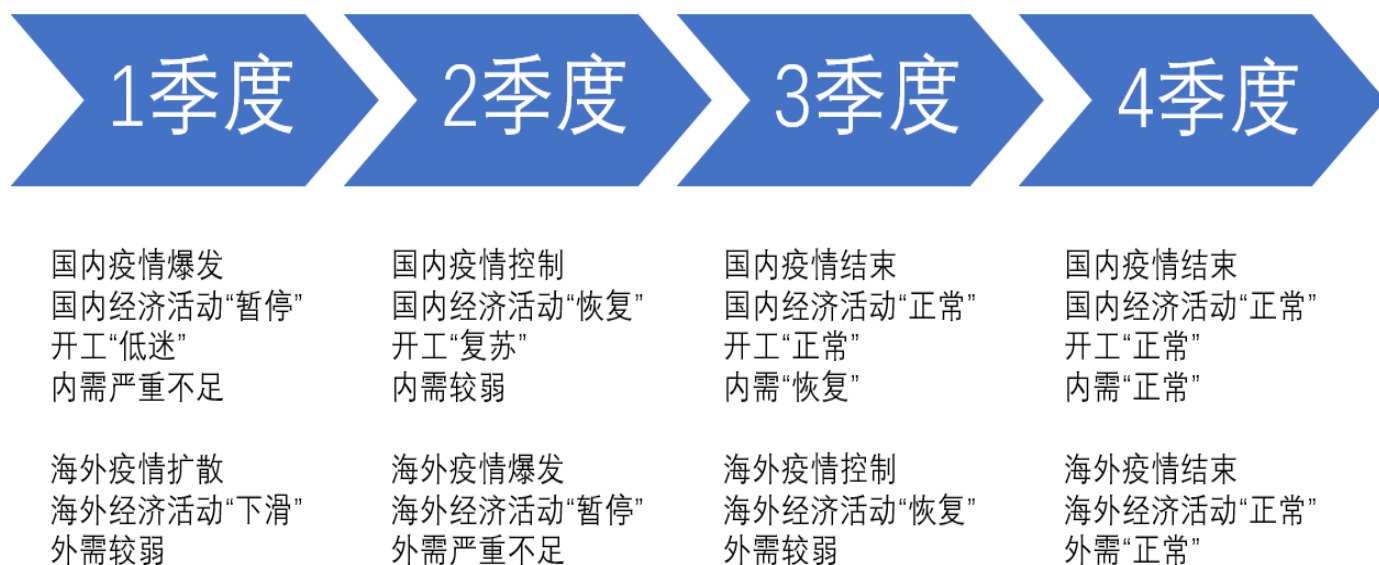 1季度
2季度
3季度
4季度
国内疫情爆发
国内经济活动“暂停”
开工“低迷”
内需严重不足
海外疫情扩散
海外经济活动“下滑”
外需较弱
国内疫情控制
国内经济活动“恢复”
开工“复苏”
内需较弱
海外疫情爆发
海外经济活动“暂停”
外需严重不足
国内疫情结束
国内经济活动“正常”
开工“正常”
内需“恢复”
海外疫情控制
海外经济活动“恢复”
外需较弱
国内疫情结束
国内经济活动“正常”
开工“正常”
内需“正常”
海外疫情结束
海外经济活动“正常”
外需“正常”